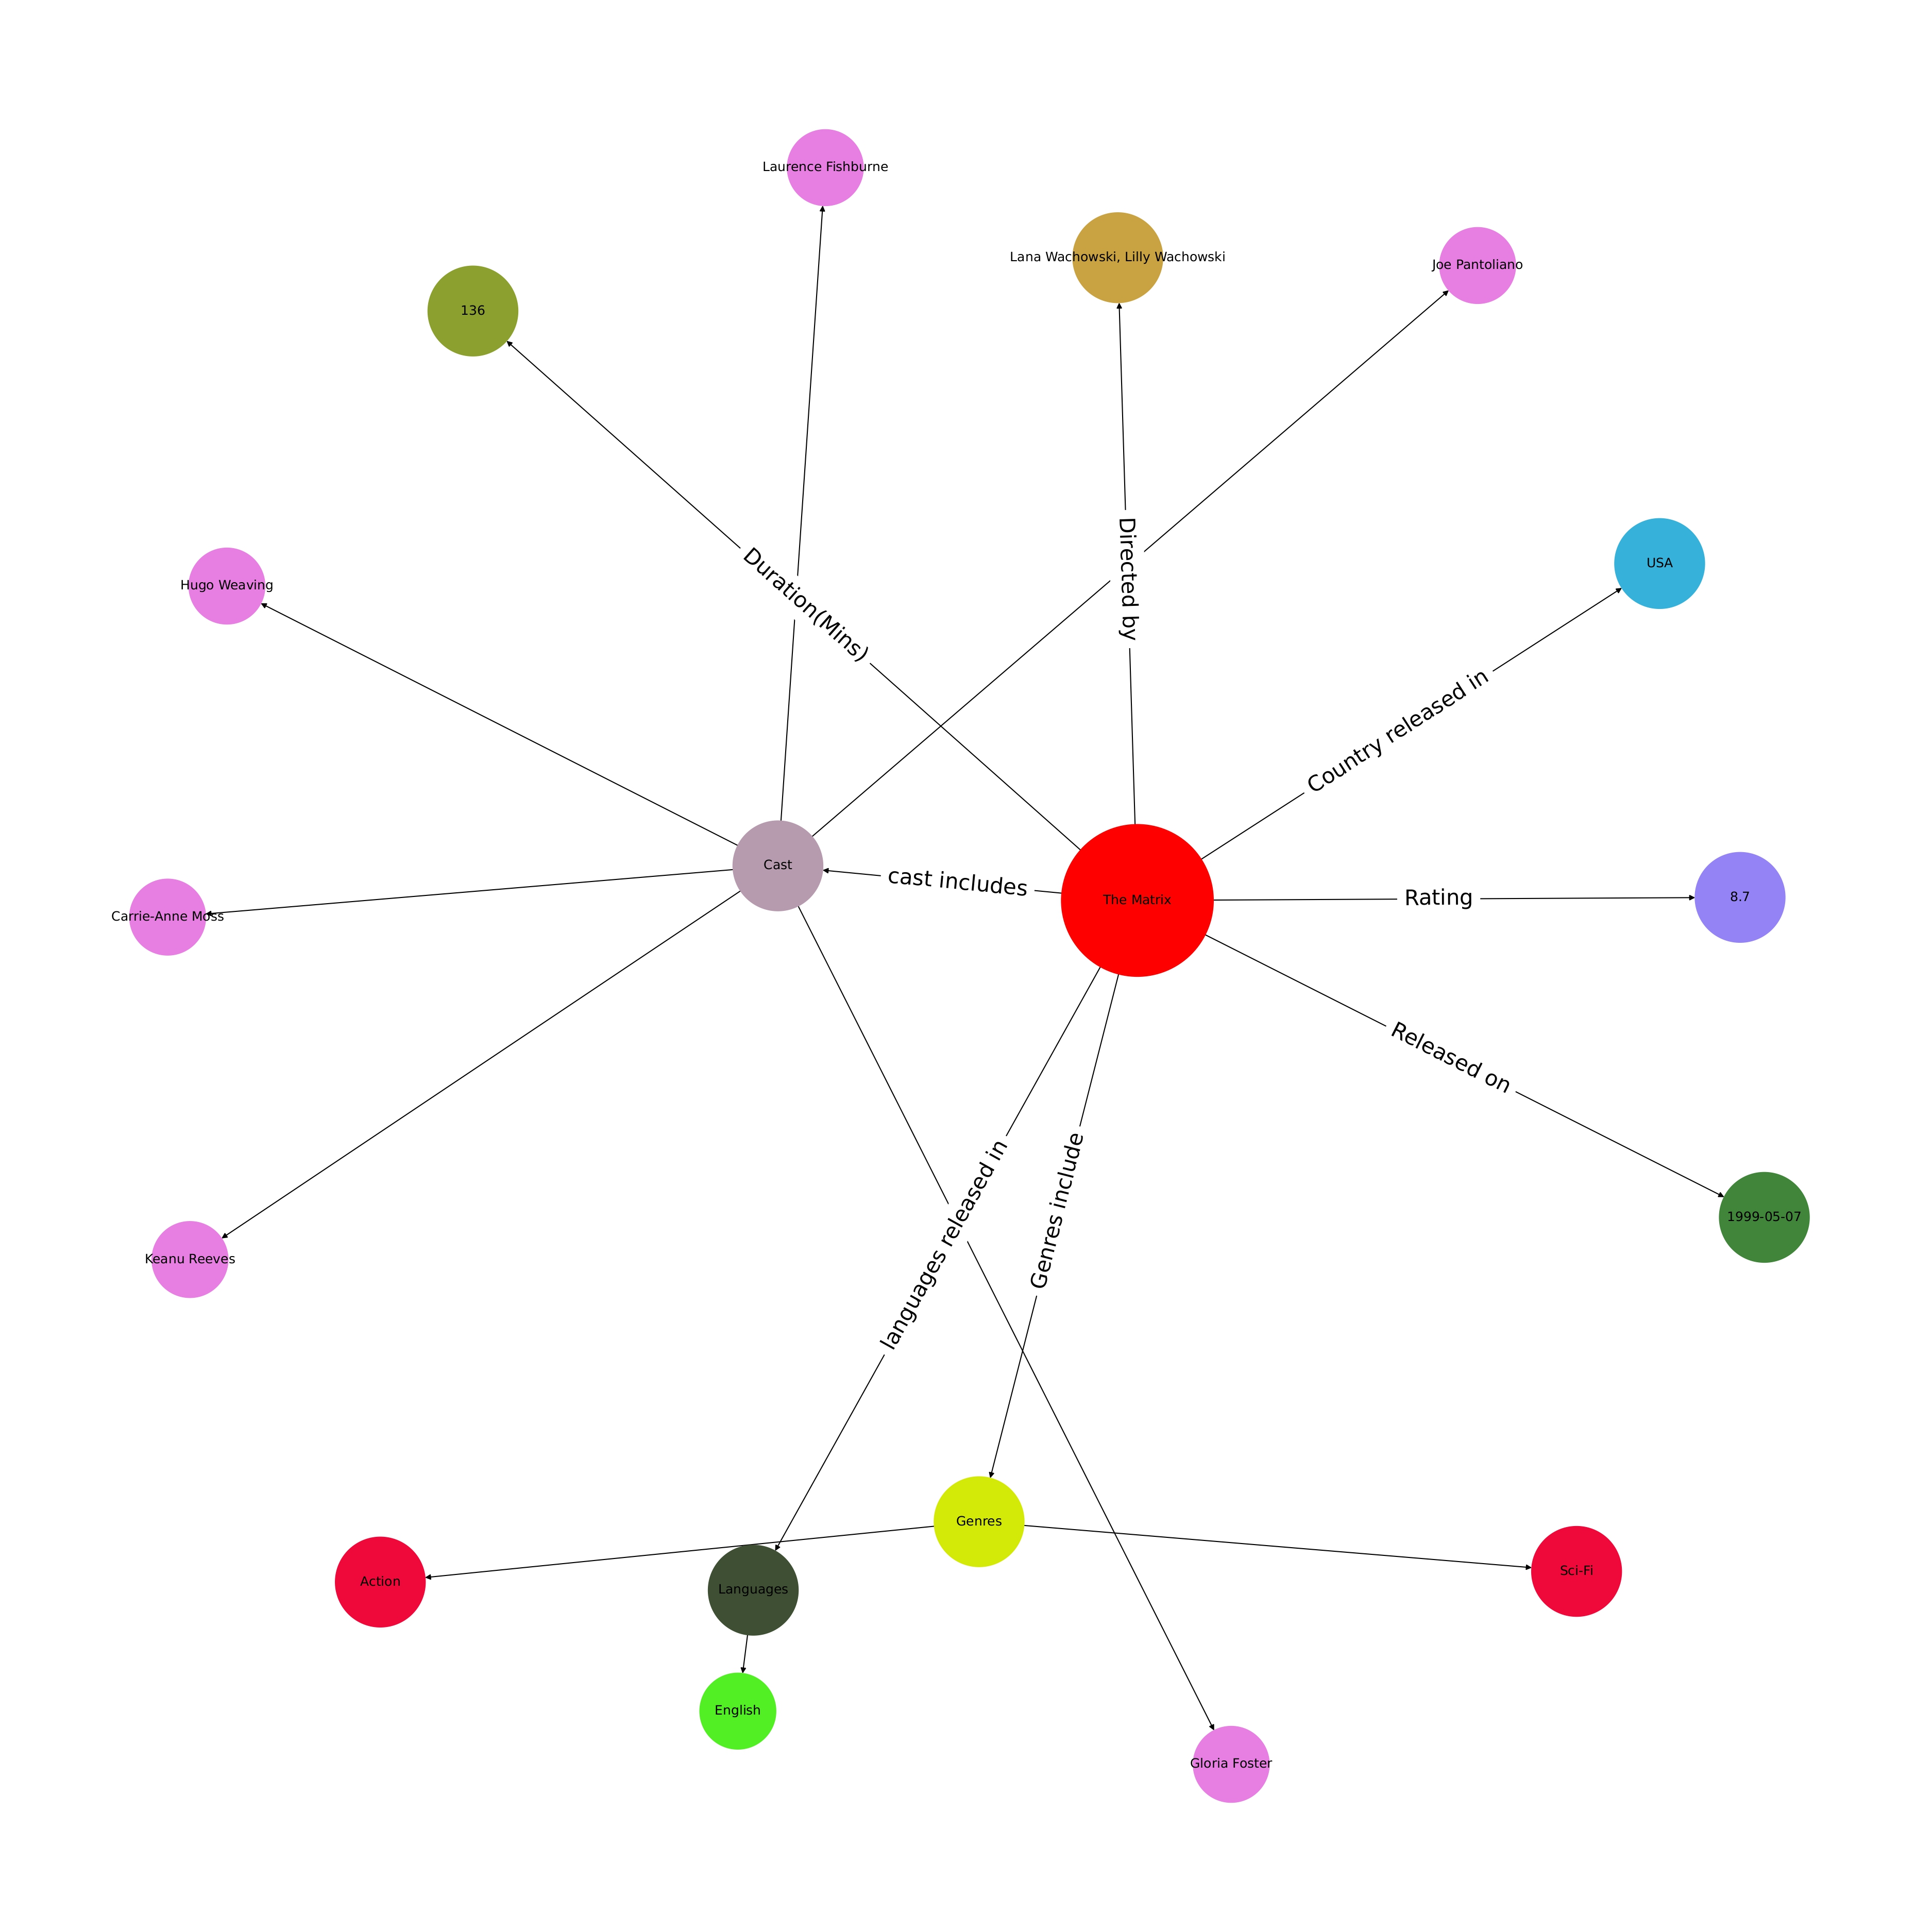 Laurence Fishburne
Lana Wachowski, Lilly Wachowski
Joe Pantoliano
136
Directed by
USA
Hugo Weaving
Duration(Mins)
Country released in
Cast
cast includes
The Matrix
Rating
8.7
Carrie-Anne Moss
Released on
languages released in
Genres include
1999-05-07
Keanu Reeves
Genres
Action
Languages
Sci-Fi
English
Gloria Foster